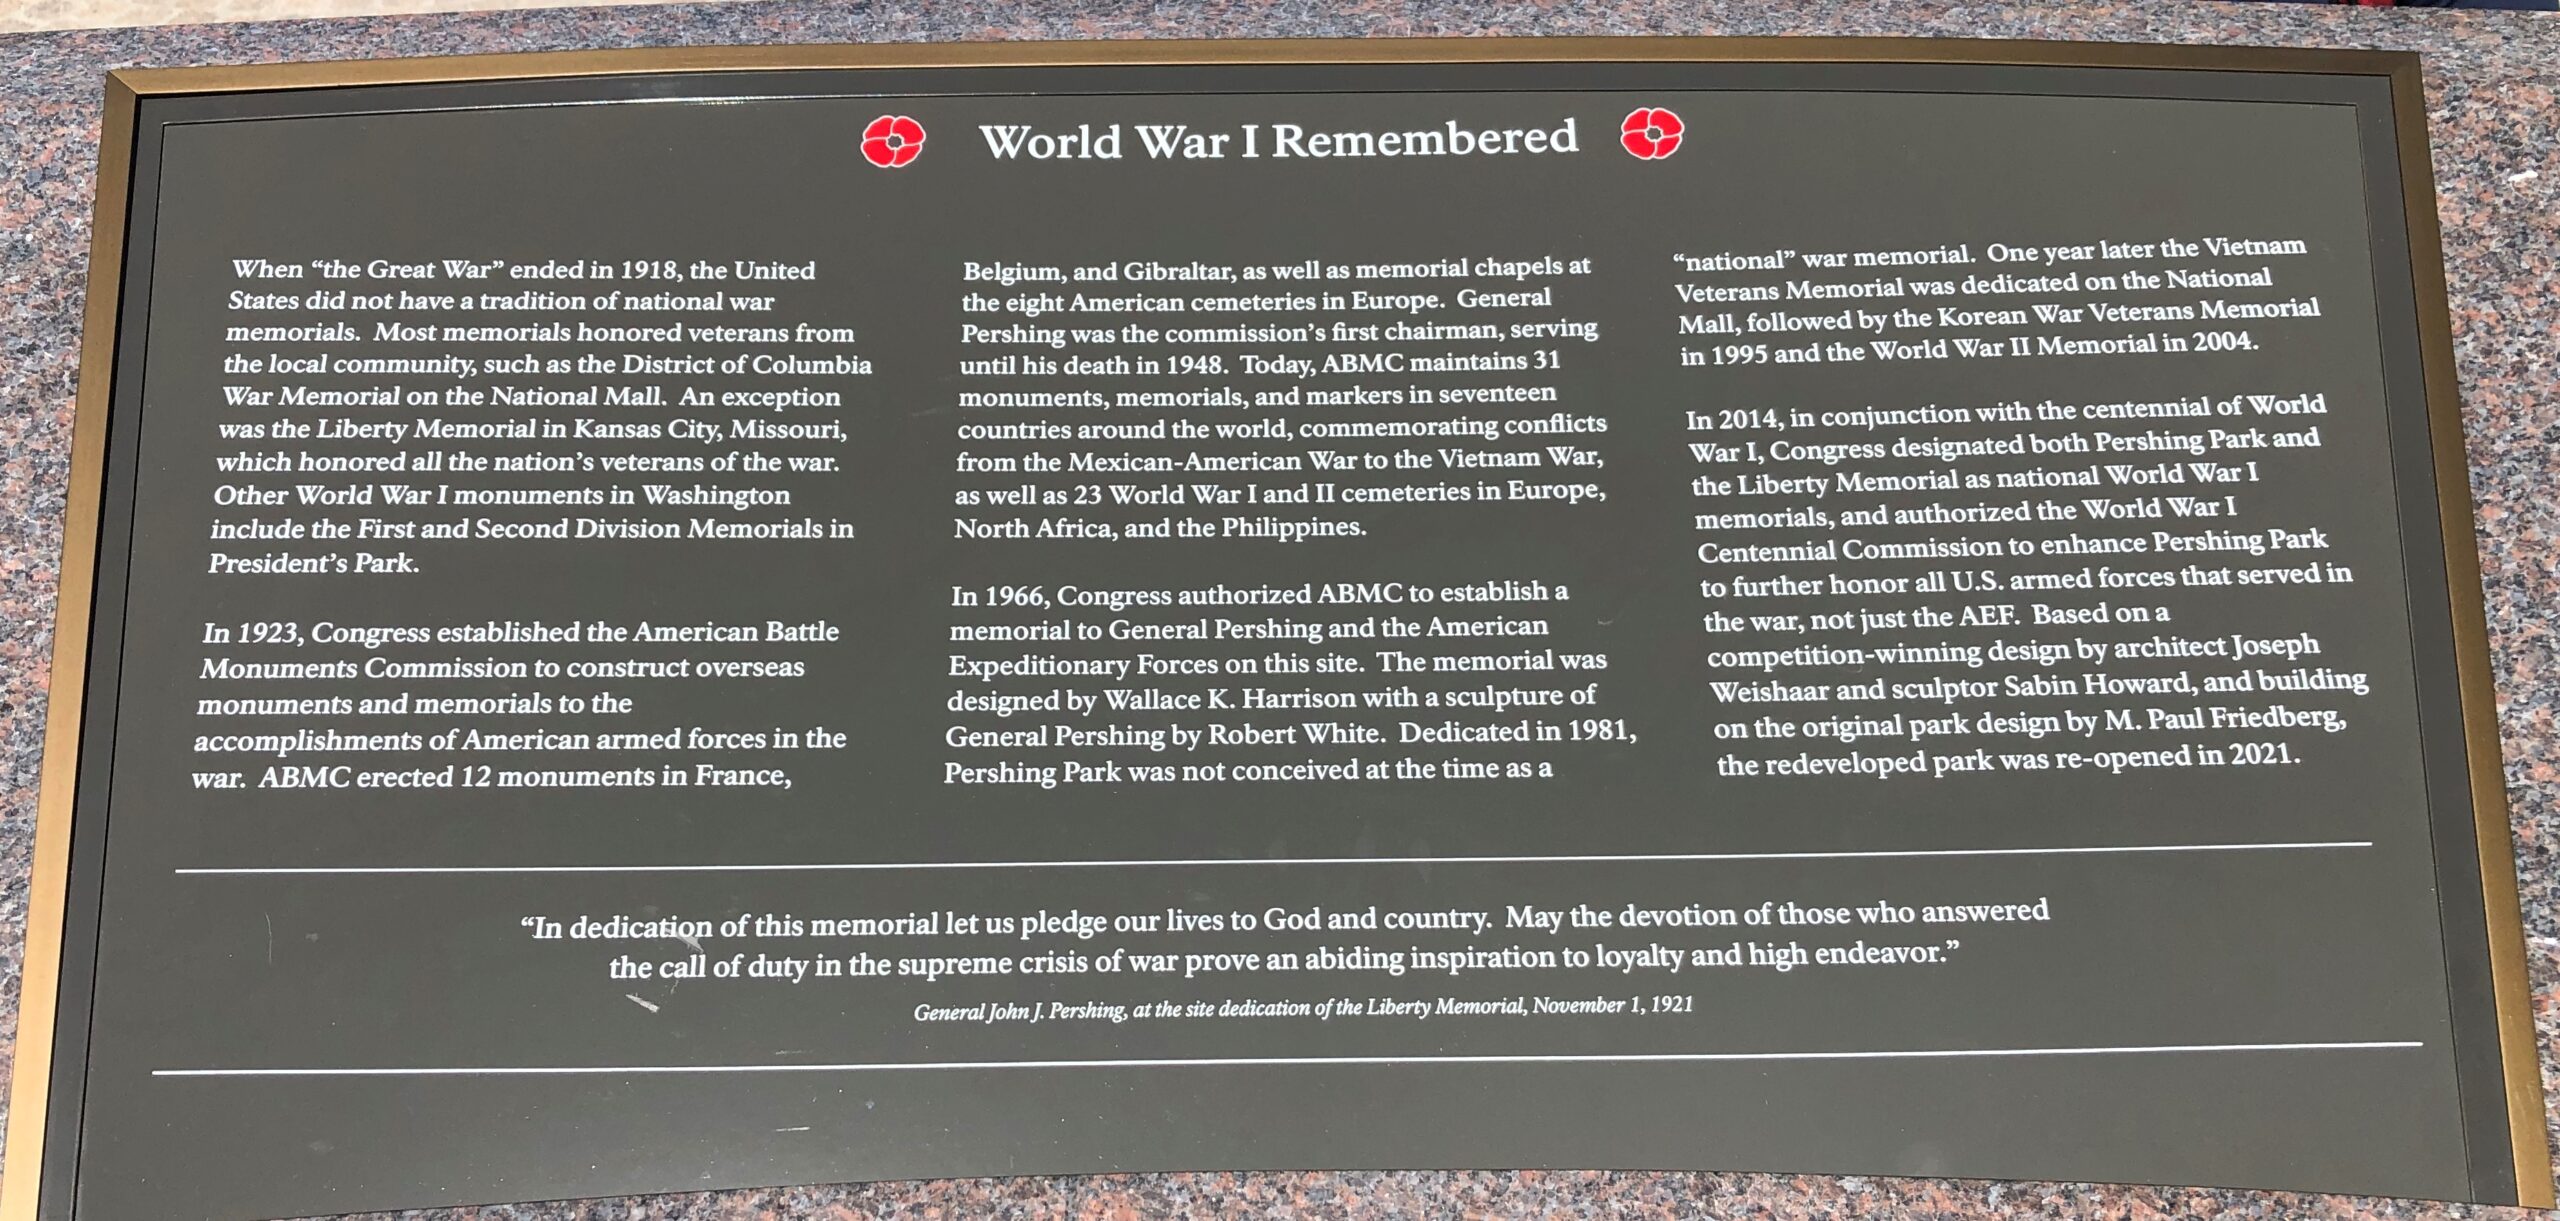 World War I Remembered
When “the Great War” ended in 1918, the United
States did not have a tradition of national war
memorials. Most memorials honored veterans from
the local community, such as the District of Columbia
War Memorial on the National Mall. An exception
was the Liberty Memorial in Kansas City, Missouri,
which honored all the nation’s veterans of the war.
Other World War I monuments in Washington
include the First and Second Division Memorials in
President’s Park.
In 1923, Congress established the American Battle
Monuments Commission to construct overseas
monuments and memorials to the
accomplishments of American armed forces in the
war. ABMC erected 12 monuments in France,
Belgium, and Gibraltar, as well as memorial chapels at
the eight American cemeteries in Europe. General
Pershing was the commission’s first chairman, serving
until his death in 1948. Today, ABMC maintains 31
monuments, memorials, and markers in seventeen
countries around the world, commemorating conflicts
from the Mexican-American War to the Vietnam War,
as well as 23 World War I and II cemeteries in Europe,
North Africa, and the Philippines.
In 1966, Congress authorized ABMC to establish a
memorial to General Pershing and the American
Expeditionary Forces on this site. The memorial was
designed by Wallace K. Harrison with a sculpture of
General Pershing by Robert White. Dedicated in 1981,
Pershing Park was not conceived at the time as a
“national” war memorial. One year later the Vietnam
Veterans Memorial was dedicated on the National
Mall, followed by the Korean War Veterans Memorial
in 1995 and the World War II Memorial in 2004.
In 2014, in conjunction with the centennial of World
War I, Congress designated both Pershing Park and
the Liberty Memorial as national World War I
memorials, and authorized the World War I
Centennial Commission to enhance Pershing Park
to further honor all U.S. armed forces that served in
the war, not just the AEF. Based on a
competition-winning design by architect Joseph
Weishaar and sculptor Sabin Howard, and building
on the original park design by M. Paul Friedberg,
the redeveloped park was re-opened in 2021.
“In dedication of this memorial let us pledge our lives to God and country. May the devotion of those who answered
the call of duty in the supreme crisis of war prove an abiding inspiration to loyalty and high endeavor.”
General John J. Pershing, at the site dedication of the Liberty Memorial, November 1, 1921